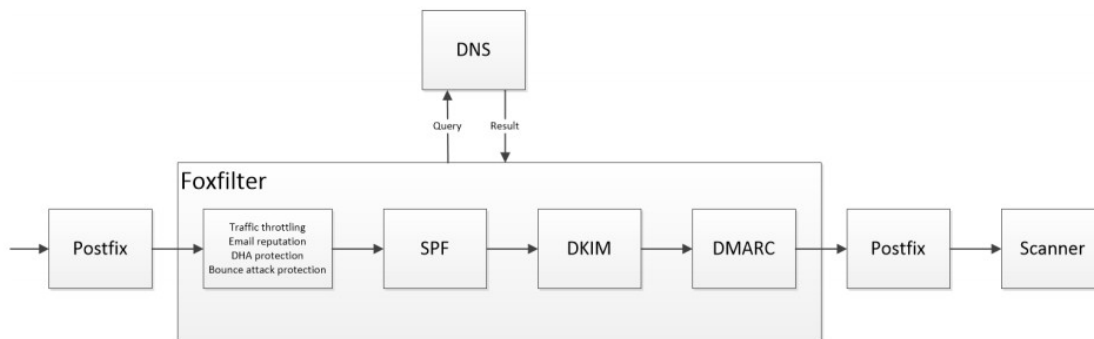 DNS
Query
Result
Foxfilter
Postfix
Traffic throttling
Email reputation
DHA protection
Bounce attack protection
SPF
DKIM
DMARC
Postfix
Scanner